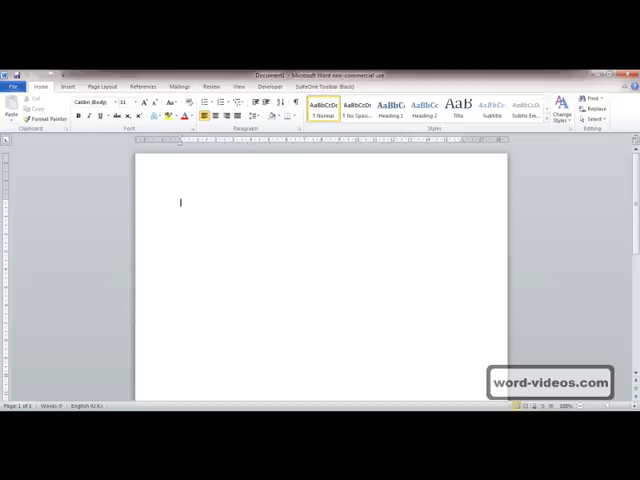 Document1 - Microsoft Word non-commercial use
File Home Insert Page Layout References Mailings Review View Developer SuiteOne Toolbar (Basic)
Paste Cut Copy Format Painter
Calibri (Body) 11
B I U abc
AaBbCcDc AaBbCcDc AaBbCc AaBbCc AaB AaBbCc. AaBbCcDc
¶ Normal ¶ No Spaci... Heading 1 Heading 2 Title Subtitle Subtle Em...
Change Styles
Find Replace Select
Clipboard Font Paragraph Styles Editing
word-videos.com
Page: 1 of 1 Words: 0 English (U.K.) 100%